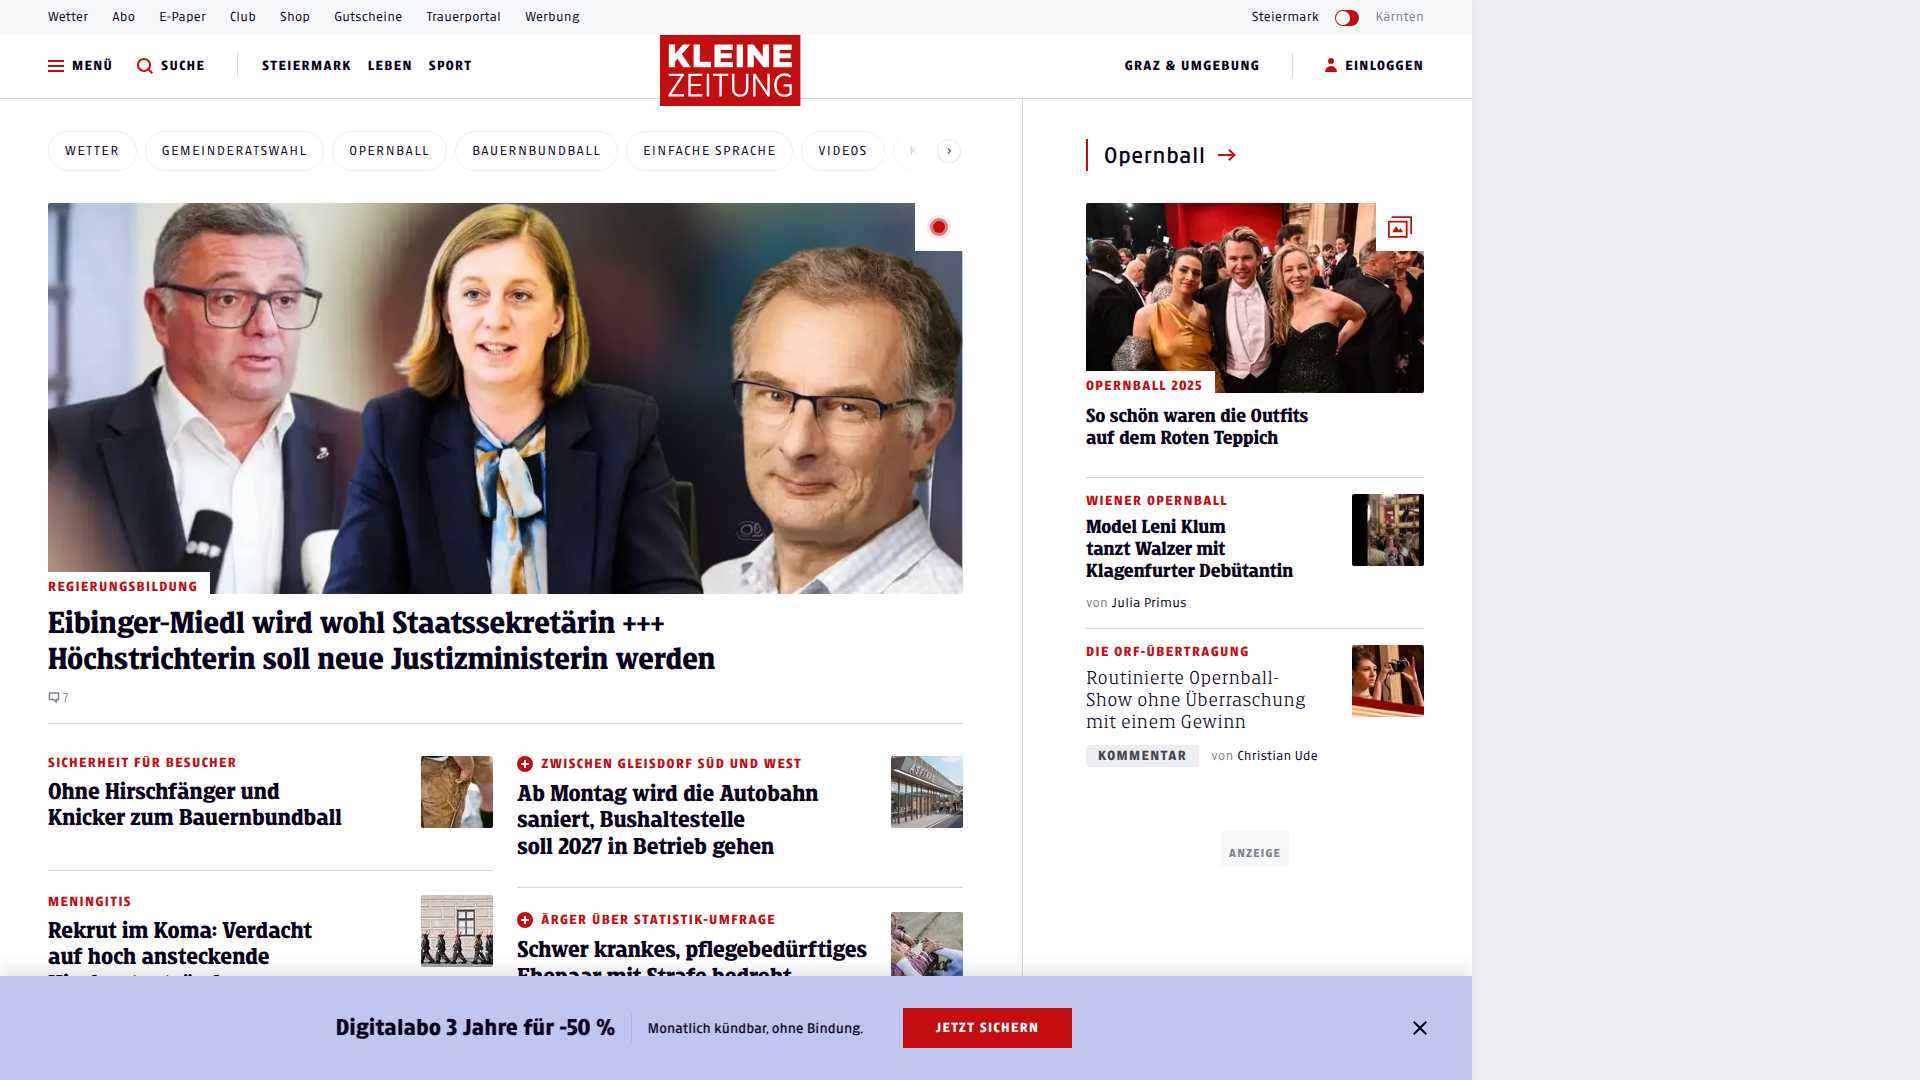 Wetter Abo E-Paper Club Shop Gutscheine Trauerportal Werbung Steiermark Kärnten
MENÜ SUCHE STEIERMARK LEBEN SPORT
KLEINE
ZEITUNG
GRAZ & UMGEBUNG EINLOGGEN
WETTER GEMEINDERATSWAHL OPERNBALL BAUERNBUNDBALL EINFACHE SPRACHE VIDEOS K
ORF
REGIERUNGSBILDUNG
Eibinger-Miedl wird wohl Staatssekretärin +++
Höchstrichterin soll neue Justizministerin werden
7
SICHERHEIT FÜR BESUCHER
Ohne Hirschfänger und
Knicker zum Bauernbundball
MENINGITIS
Rekrut im Koma: Verdacht
auf hoch ansteckende
ZWISCHEN GLEISDORF SÜD UND WEST
Ab Montag wird die Autobahn
saniert, Bushaltestelle
soll 2027 in Betrieb gehen
ÄRGER ÜBER STATISTIK-UMFRAGE
Schwer krankes, pflegebedürftiges
Ehepaar mit Strafe bedroht
Opernball
OPERNBALL 2025
So schön waren die Outfits
auf dem Roten Teppich
WIENER OPERNBALL
Model Leni Klum
tanzt Walzer mit
Klagenfurter Debütantin
von Julia Primus
DIE ORF-ÜBERTRAGUNG
Routinierte Opernball-
Show ohne Überraschung
mit einem Gewinn
KOMMENTAR von Christian Ude
ANZEIGE
Digitalabo 3 Jahre für -50 % Monatlich kündbar, ohne Bindung. JETZT SICHERN